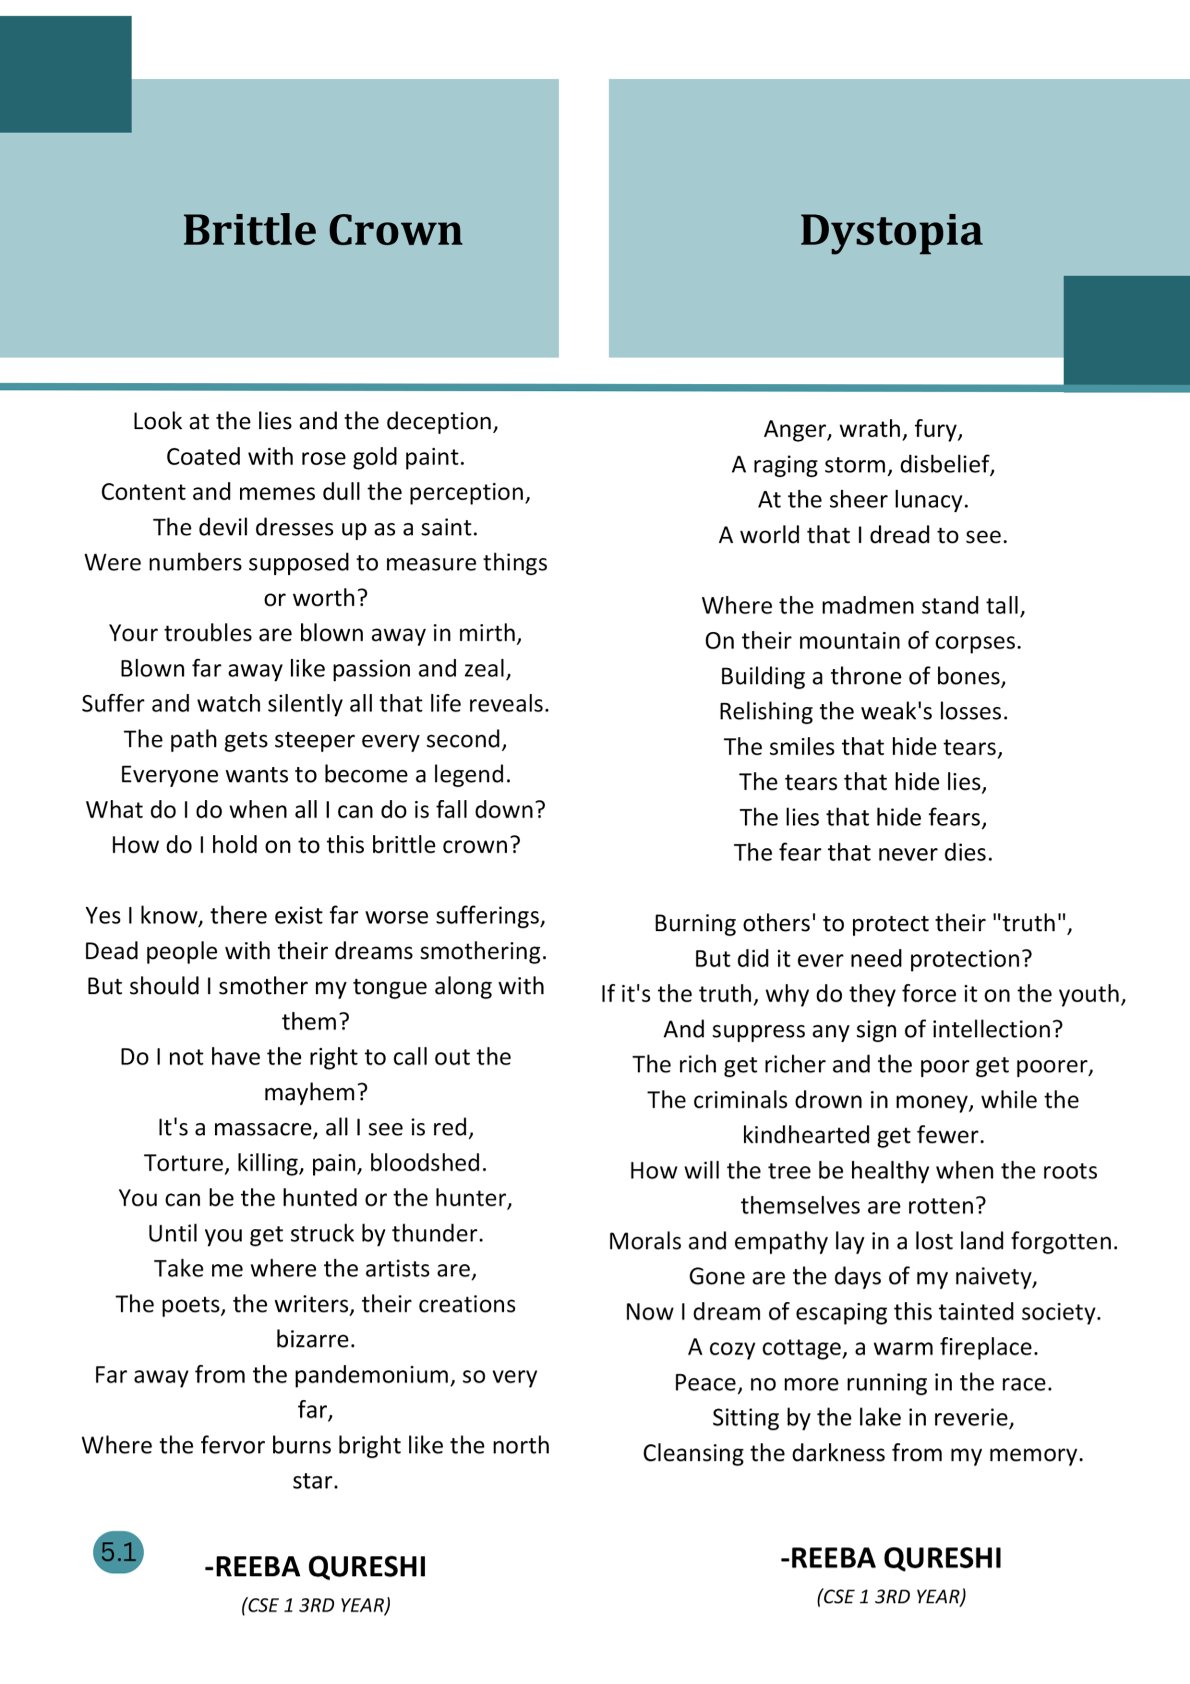 Brittle Crown
Look at the lies and the deception,
Coated with rose gold paint.
Content and memes dull the perception,
The devil dresses up as a saint.
Were numbers supposed to measure things
or worth?
Your troubles are blown away in mirth,
Blown far away like passion and zeal,
Suffer and watch silently all that life reveals.
The path gets steeper every second,
Everyone wants to become a legend.
What do I do when all I can do is fall down?
How do I hold on to this brittle crown?
Yes I know, there exist far worse sufferings,
Dead people with their dreams smothering.
But should I smother my tongue along with
them?
Do I not have the right to call out the
mayhem?
It's a massacre, all I see is red,
Torture, killing, pain, bloodshed.
You can be the hunted or the hunter,
Until you get struck by thunder.
Take me where the artists are,
The poets, the writers, their creations
bizarre.
Far away from the pandemonium, so very
far,
Where the fervor burns bright like the north
star.
-REEBA QURESHI
(CSE 1 3RD YEAR)
5.1
Dystopia
Anger, wrath, fury,
A raging storm, disbelief,
At the sheer lunacy.
A world that I dread to see.
Where the madmen stand tall,
On their mountain of corpses.
Building a throne of bones,
Relishing the weak's losses.
The smiles that hide tears,
The tears that hide lies,
The lies that hide fears,
The fear that never dies.
Burning others' to protect their "truth",
But did it ever need protection?
If it's the truth, why do they force it on the youth,
And suppress any sign of intellection?
The rich get richer and the poor get poorer,
The criminals drown in money, while the
kindhearted get fewer.
How will the tree be healthy when the roots
themselves are rotten?
Morals and empathy lay in a lost land forgotten.
Gone are the days of my naivety,
Now I dream of escaping this tainted society.
A cozy cottage, a warm fireplace.
Peace, no more running in the race.
Sitting by the lake in reverie,
Cleansing the darkness from my memory.
-REEBA QURESHI
(CSE 1 3RD YEAR)